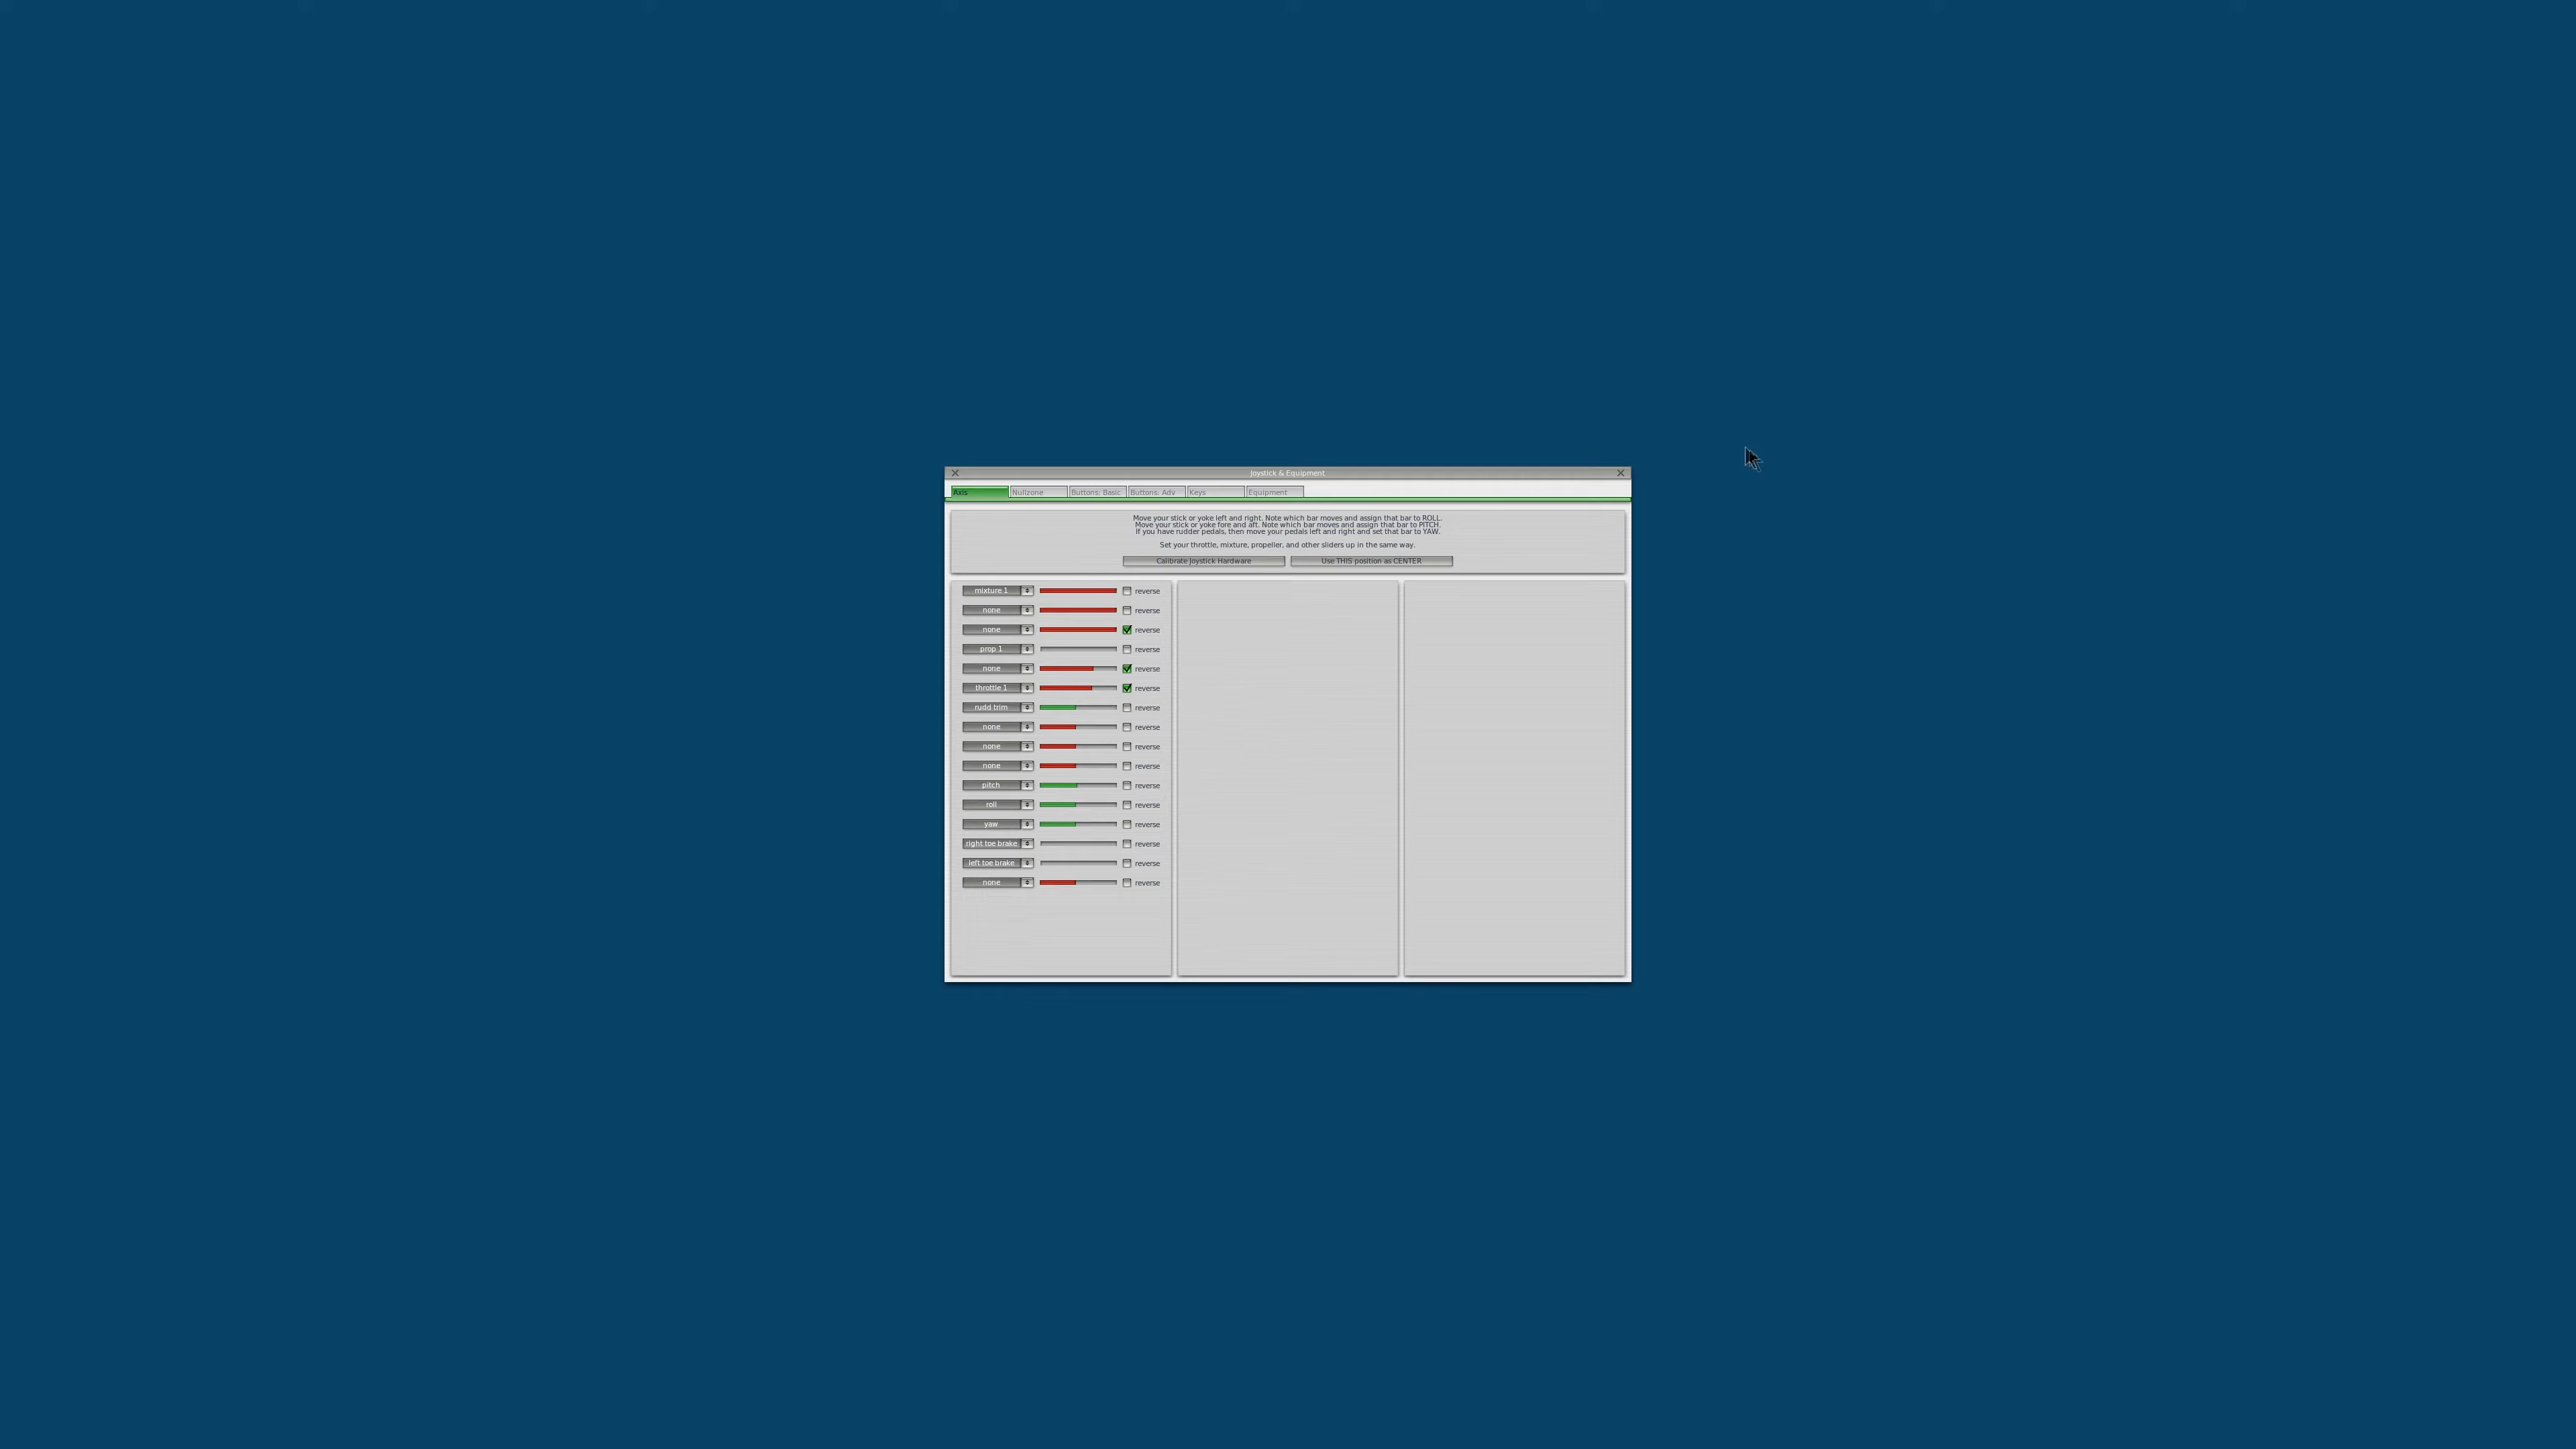 Joystick & Equipment
Axis Nullzone Buttons: Basic Buttons: Adv Keys Equipment
Move your stick or yoke left and right. Note which bar moves and assign that bar to ROLL.
Move your stick or yoke fore and aft. Note which bar moves and assign that bar to PITCH.
If you have rudder pedals, then move your pedals left and right and set that bar to YAW.
Set your throttle, mixture, propeller, and other sliders up in the same way.
Calibrate Joystick Hardware Use THIS position as CENTER
mixture 1 reverse
none reverse
none reverse
prop 1 reverse
none reverse
throttle 1 reverse
rudd trim reverse
none reverse
none reverse
none reverse
pitch reverse
roll reverse
yaw reverse
right toe brake reverse
left toe brake reverse
none reverse